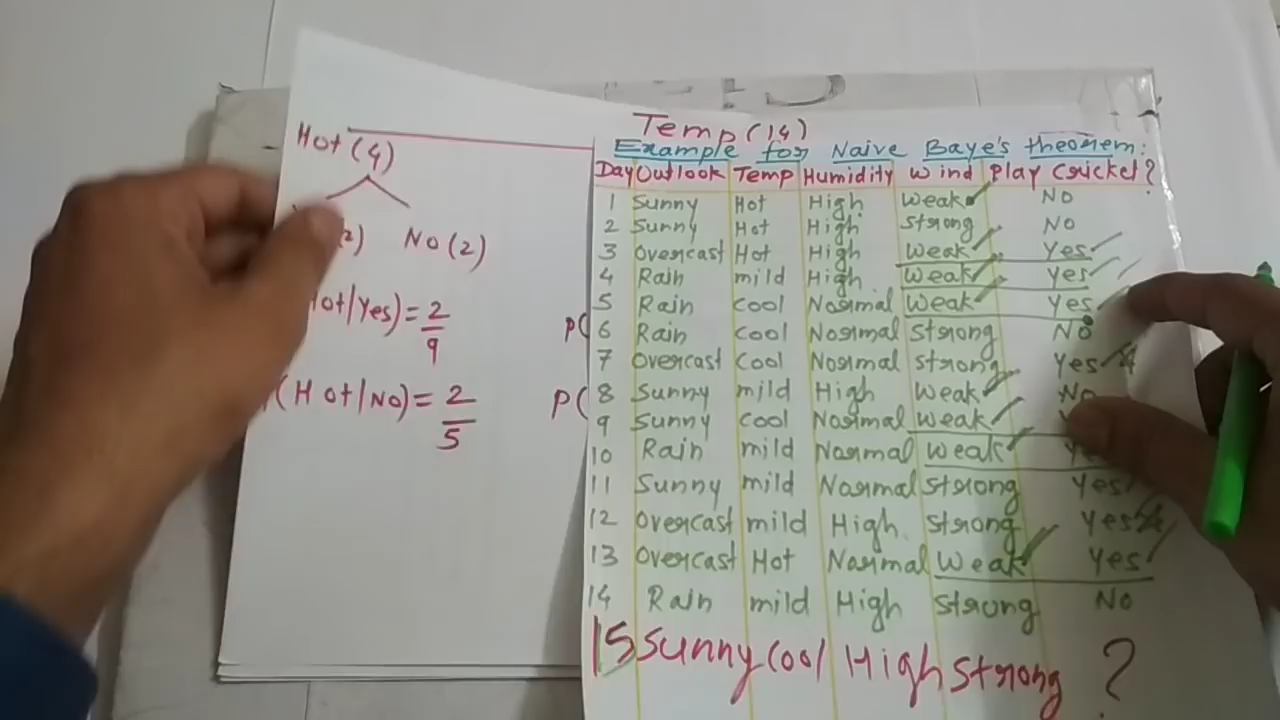 Hot (4)
(2) No (2)
Hot/Yes) = 2/9
(Hot/No) = 2/5
P(
P(
Temp (14)
Example for Naive Baye's theorem:
Day Outlook Temp Humidity Wind Play Cricket?
1 Sunny Hot High Weak No
2 Sunny Hot High Strong No
3 Overcast Hot High Weak Yes
4 Rain mild High Weak Yes
5 Rain Cool Normal Weak Yes
6 Rain Cool Normal Strong No
7 Overcast Cool Normal Strong Yes
8 Sunny mild High Weak No
9 Sunny Cool Normal Weak
10 Rain mild Normal Weak
11 Sunny mild Normal Strong Yes
12 Overcast mild High Strong Yes
13 Overcast Hot Normal Weak Yes
14 Rain mild High Strong No
15 Sunny Cool High Strong ?